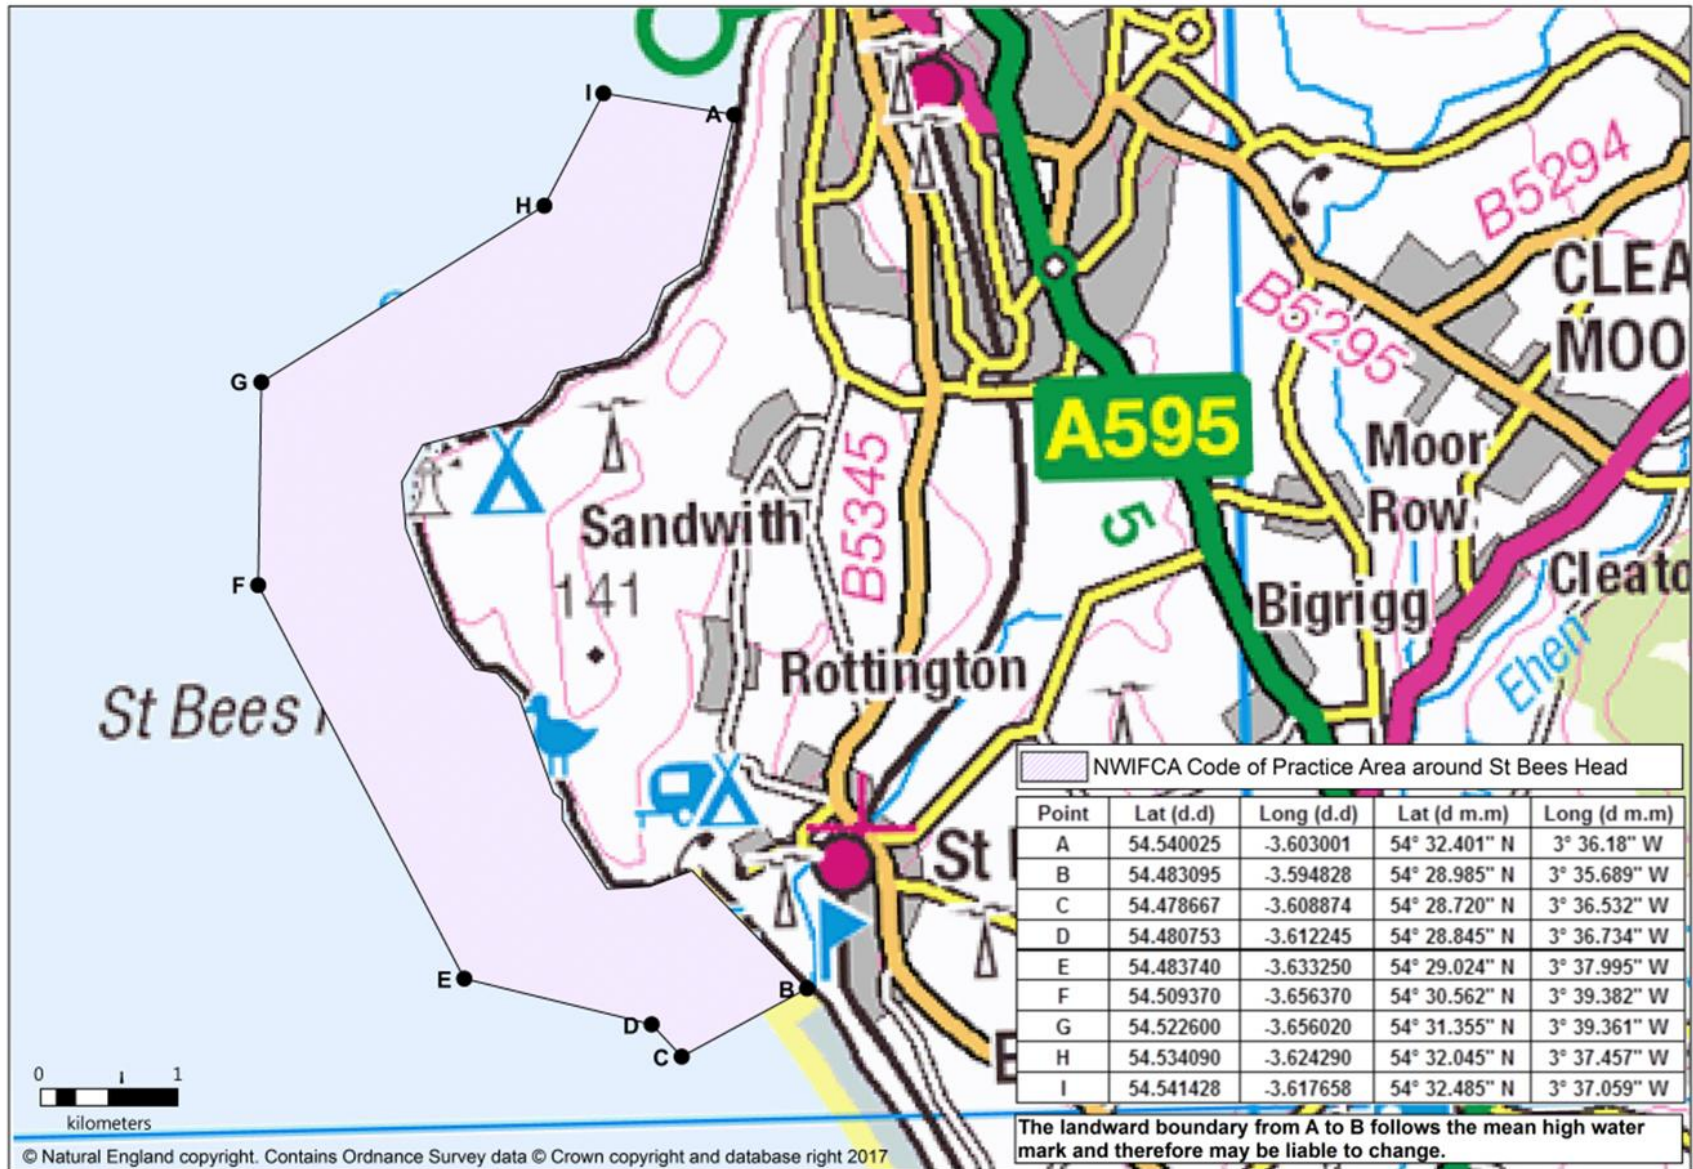 I
A
H
B5294
CLEA
MOO
B5295
G
A595
Moor
Row
Sandwith
B5345
5
F
141
Bigrigg
Cleato
Ehen
Rottington
St Bees
NWIFCA Code of Practice Area around St Bees Head
St
Point Lat (d.d) Long (d.d) Lat (d m.m) Long (d m.m)
A 54.540025 -3.603001 54° 32.401" N 3° 36.18" W
B 54.483095 -3.594828 54° 28.985" N 3° 35.689" W
C 54.478667 -3.608874 54° 28.720" N 3° 36.532" W
D 54.480753 -3.612245 54° 28.845" N 3° 36.734" W
E 54.483740 -3.633250 54° 29.024" N 3° 37.995" W
F 54.509370 -3.656370 54° 30.562" N 3° 39.382" W
G 54.522600 -3.656020 54° 31.355" N 3° 39.361" W
H 54.534090 -3.624290 54° 32.045" N 3° 37.457" W
I 54.541428 -3.617658 54° 32.485" N 3° 37.059" W
E
B
D
C
E
0 1
kilometers
The landward boundary from A to B follows the mean high water
mark and therefore may be liable to change.
© Natural England copyright. Contains Ordnance Survey data © Crown copyright and database right 2017